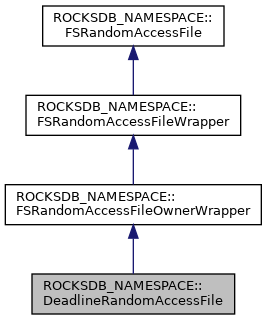 ROCKSDB_NAMESPACE::
FSRandomAccessFile
ROCKSDB_NAMESPACE::
FSRandomAccessFileWrapper
ROCKSDB_NAMESPACE::
FSRandomAccessFileOwnerWrapper
ROCKSDB_NAMESPACE::
DeadlineRandomAccessFile